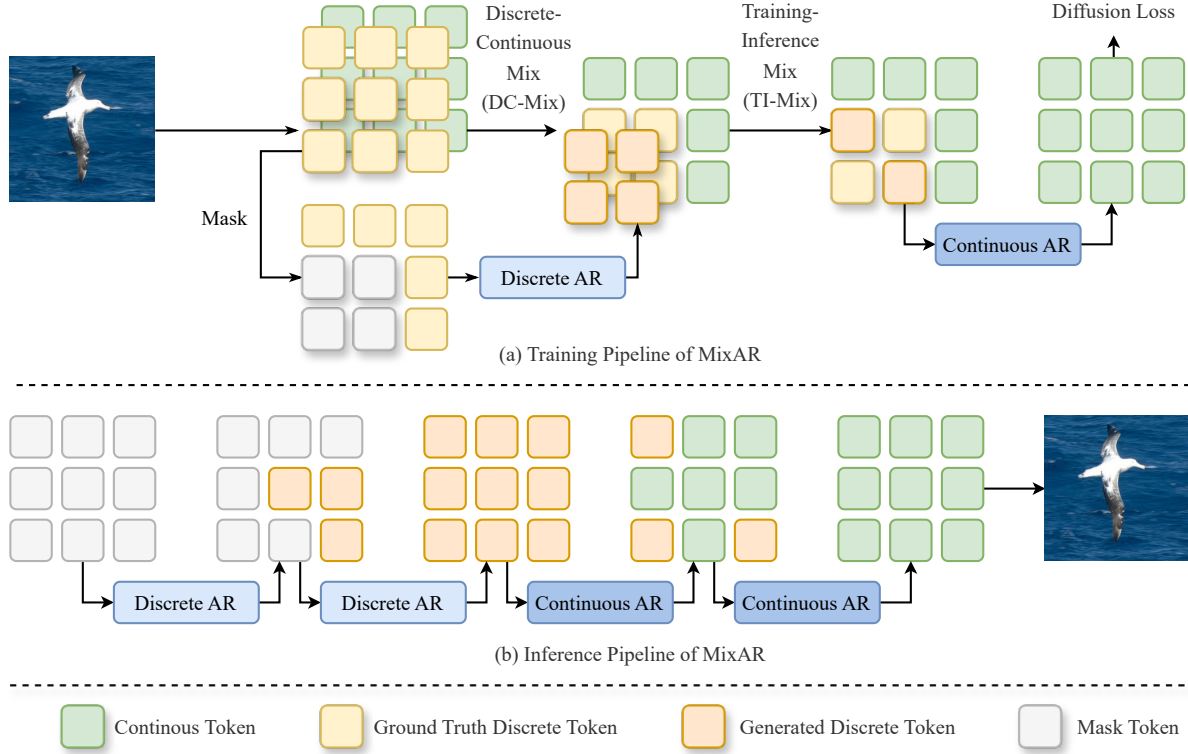 Discrete-
Continuous
Mix
(DC-Mix)
Training-
Inference
Mix
(TI-Mix)
Diffusion Loss
Mask
Discrete AR
Continuous AR
(a) Training Pipeline of MixAR
Discrete AR
Discrete AR
Continuous AR
Continuous AR
(b) Inference Pipeline of MixAR
Continous Token
Ground Truth Discrete Token
Generated Discrete Token
Mask Token